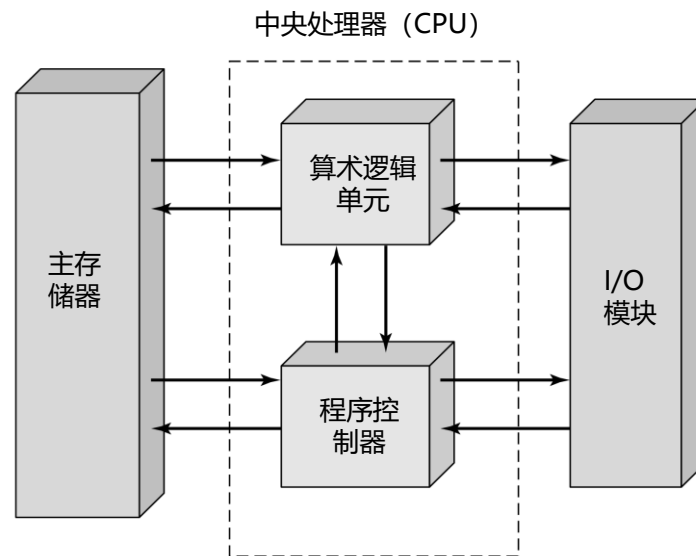 中央处理器（CPU）
主存
储器
算术逻辑
单元
程序控
制器
I/O
模块